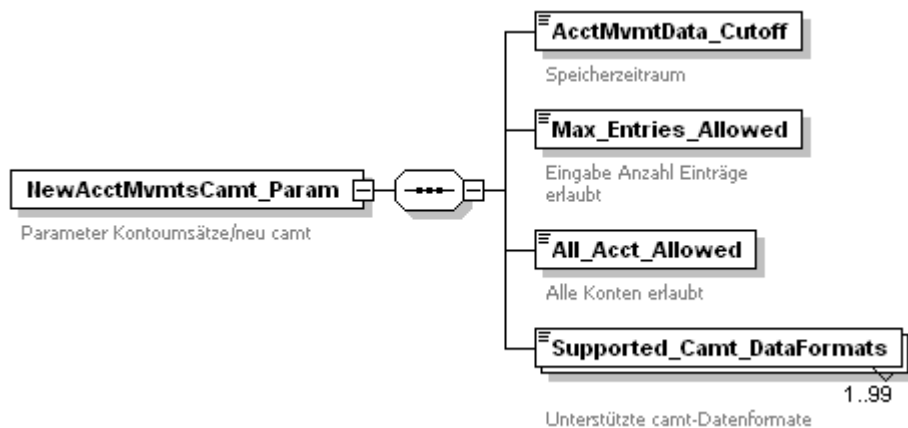 AcctMvmtData_Cutoff
Speicherzeitraum
Max_Entries_Allowed
Eingabe Anzahl Einträge
erlaubt
NewAcctMvmtsCamt_Param
Parameter Kontoumsätze/neu camt
All_Acct_Allowed
Alle Konten erlaubt
Supported_Camt_DataFormats
1..99
Unterstützte camt-Datenformate